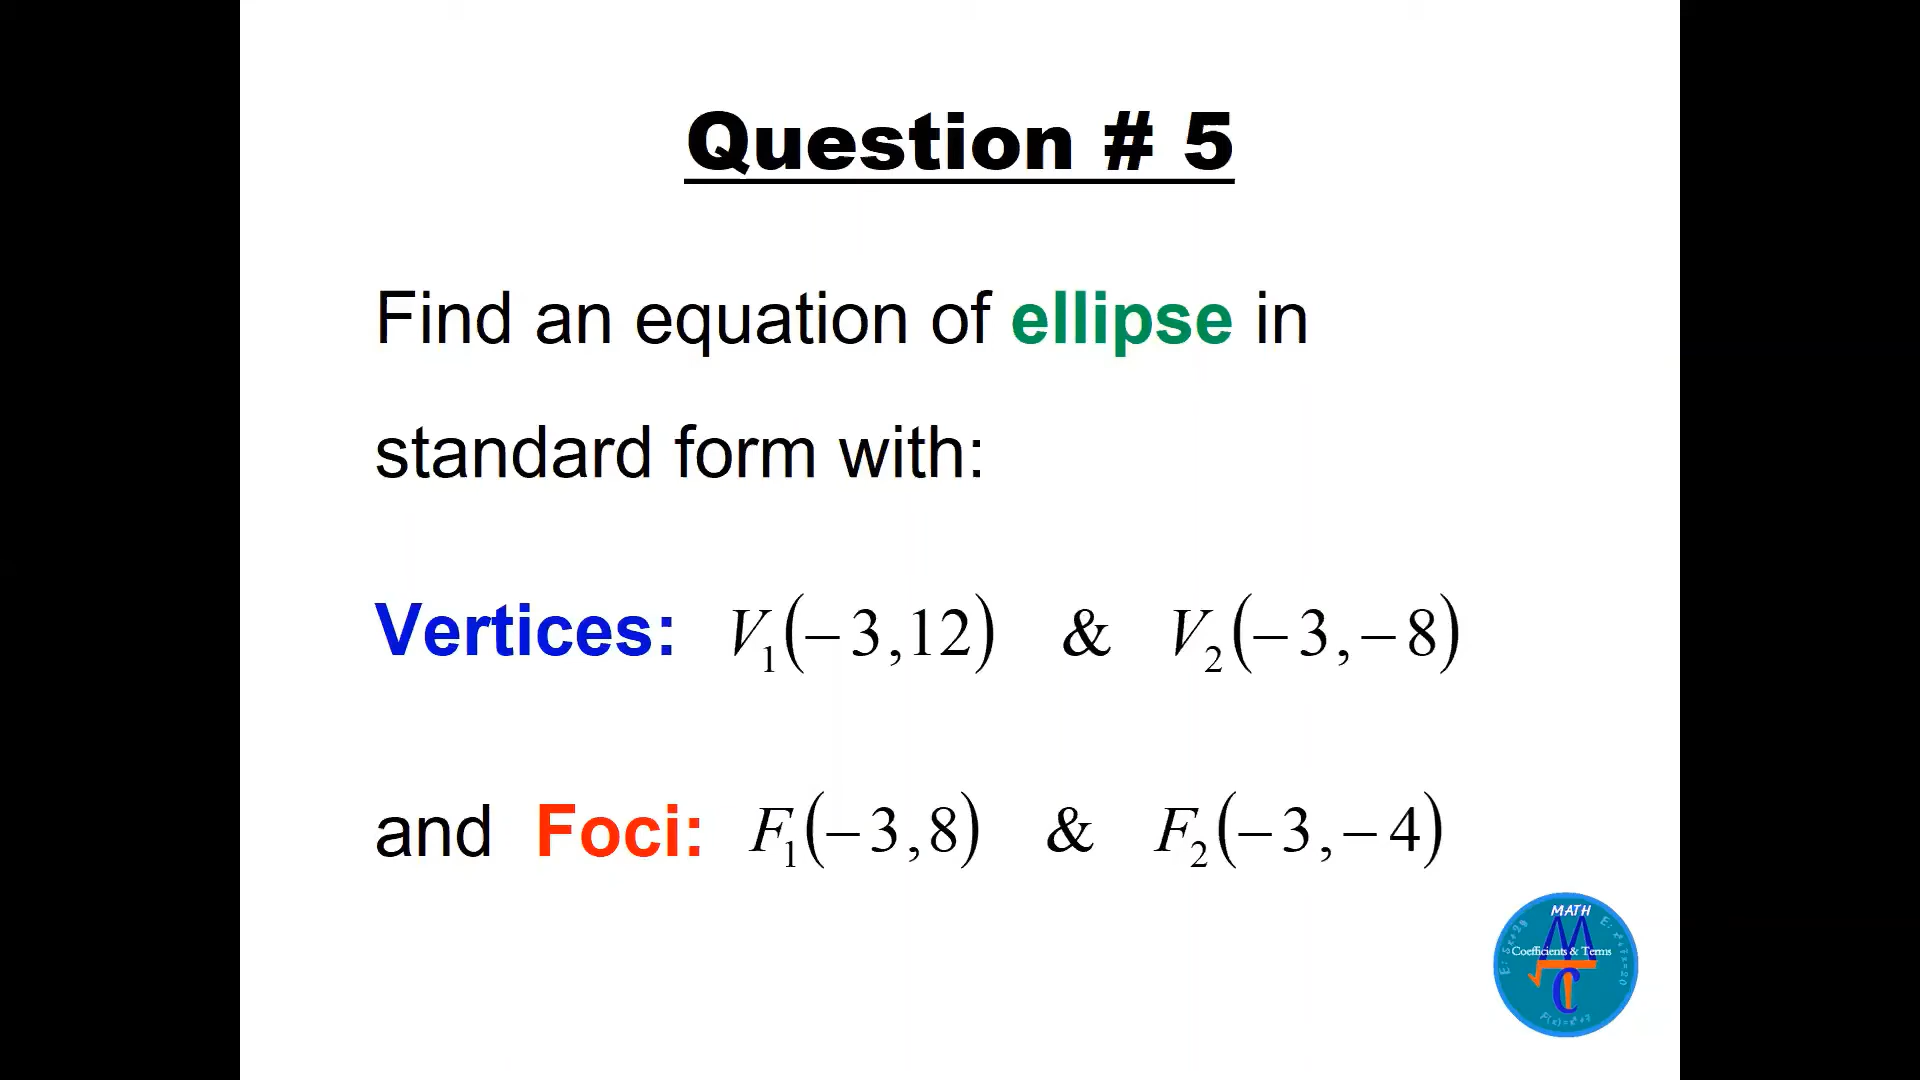 Question # 5
Find an equation of ellipse in
standard form with:
Vertices: V₁(−3,12) & V₂(−3,−8)
and Foci: F₁(−3,8) & F₂(−3,−4)
MATH
Coefficients & Terms